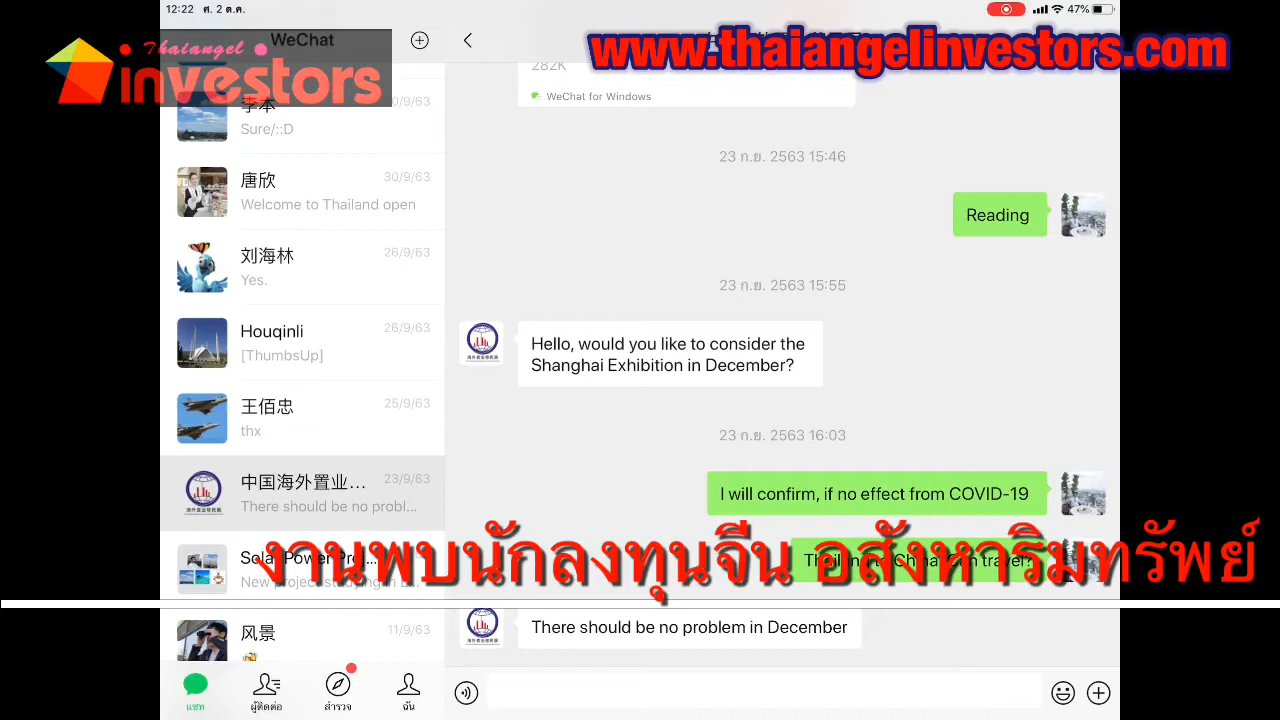 12:22 ศ. 2 ต.ค.
47%
Thaiangel
investors
WeChat
www.thaiangelinvestors.com
李本
0/9/63
Sure/::D
唐欣
30/9/63
Welcome to Thailand open
刘海林
26/9/63
Yes.
Houqinli
26/9/63
[ThumbsUp]
王佰忠
25/9/63
thx
中国海外置业...
23/9/63
There should be no probl...
Solar Power Proj...
New project studying in
风景
11/9/63
แชท
ผู้ติดต่อ
สำรวจ
ฉัน
282K
WeChat for Windows
23 ก.ย. 2563 15:46
Reading
23 ก.ย. 2563 15:55
Hello, would you like to consider the
Shanghai Exhibition in December?
23 ก.ย. 2563 16:03
I will confirm, if no effect from COVID-19
Thailand to China Can travel?
งานพบนักลงทุนจีน อสังหาริมทรัพย์
There should be no problem in December